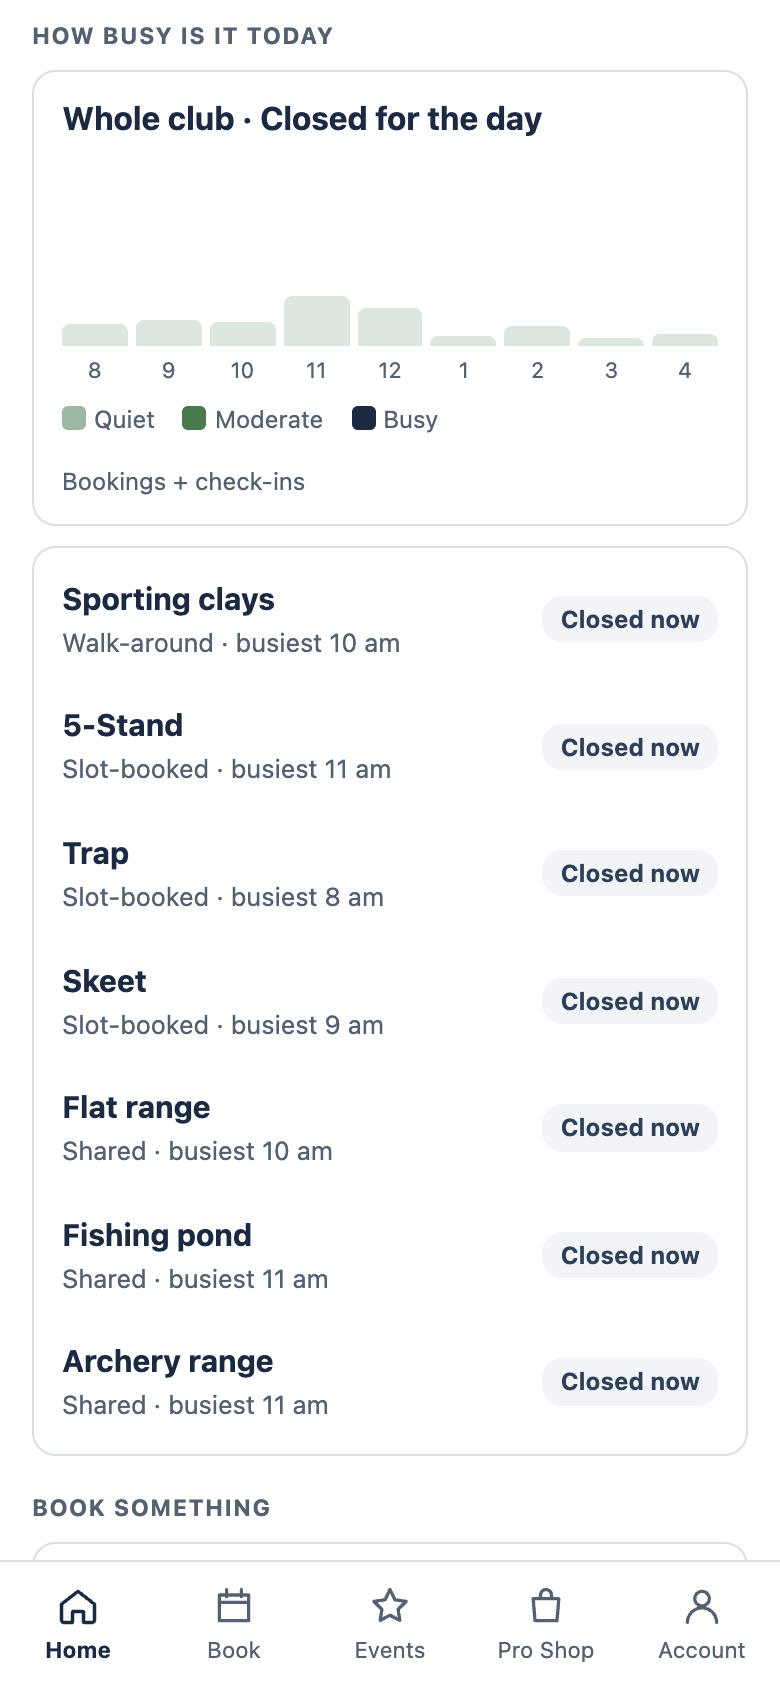 HOW BUSY IS IT TODAY
Whole club · Closed for the day
8 9 10 11 12 1 2 3 4
Quiet Moderate Busy
Bookings + check-ins
Sporting clays
Walk-around · busiest 10 am
Closed now
5-Stand
Slot-booked · busiest 11 am
Closed now
Trap
Slot-booked · busiest 8 am
Closed now
Skeet
Slot-booked · busiest 9 am
Closed now
Flat range
Shared · busiest 10 am
Closed now
Fishing pond
Shared · busiest 11 am
Closed now
Archery range
Shared · busiest 11 am
Closed now
BOOK SOMETHING
Home Book Events Pro Shop Account